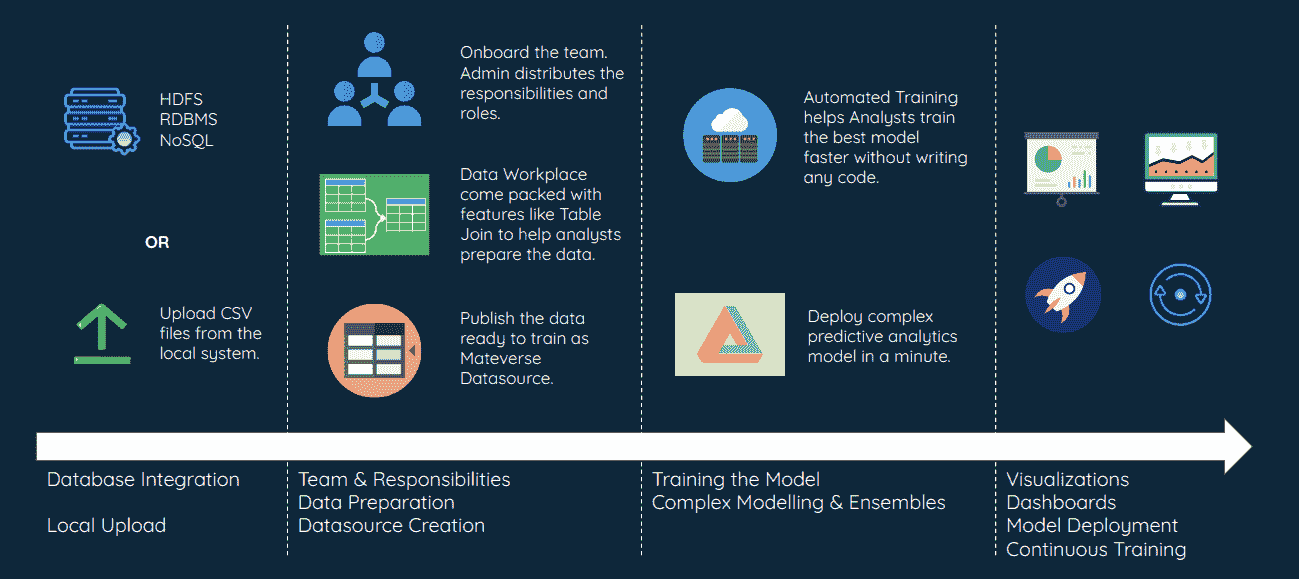 HDFS
RDBMS
NoSQL
OR
Upload CSV
files from the
local system.
Onboard the team.
Admin distributes the
responsibilities and
roles.
Data Workplace
come packed with
features like Table
Join to help analysts
prepare the data.
Publish the data
ready to train as
Mateverse
Datasource.
Automated Training
helps Analysts train
the best model
faster without writing
any code.
Deploy complex
predictive analytics
model in a minute.
Database Integration
Local Upload
Team & Responsibilities
Data Preparation
Datasource Creation
Training the Model
Complex Modelling & Ensembles
Visualizations
Dashboards
Model Deployment
Continuous Training